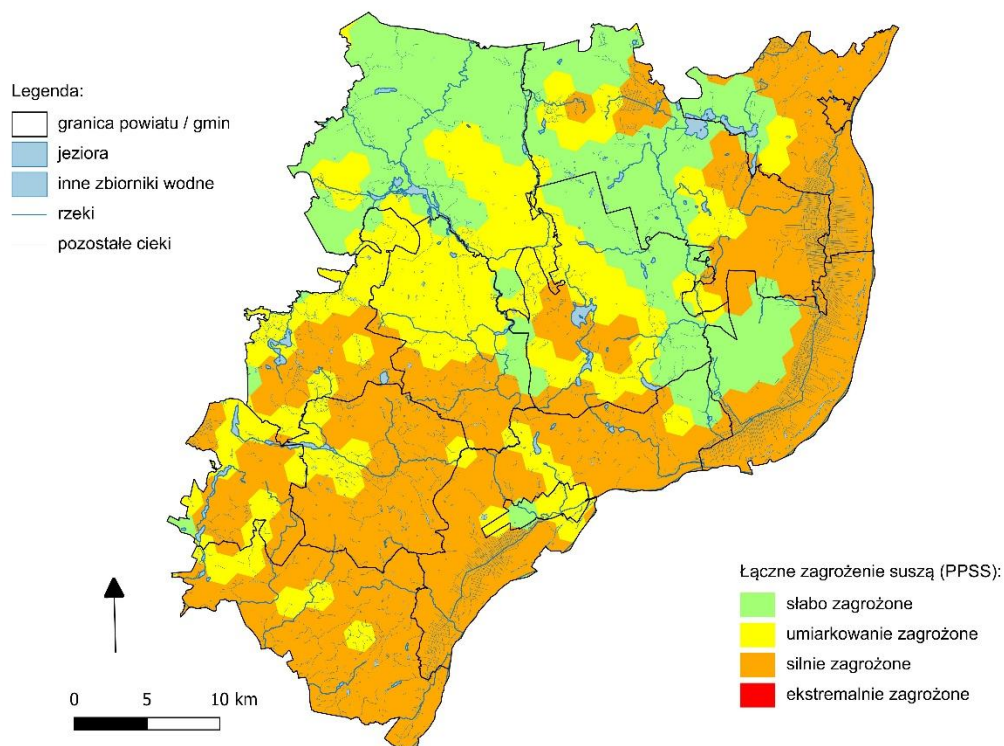 Legenda:
granica powiatu / gmin
jeziora
inne zbiorniki wodne
rzeki
pozostałe cieki
Łączne zagrożenie suszą (PPSS):
słabo zagrożone
umiarkowanie zagrożone
silnie zagrożone
ekstremalnie zagrożone
0 5 10 km